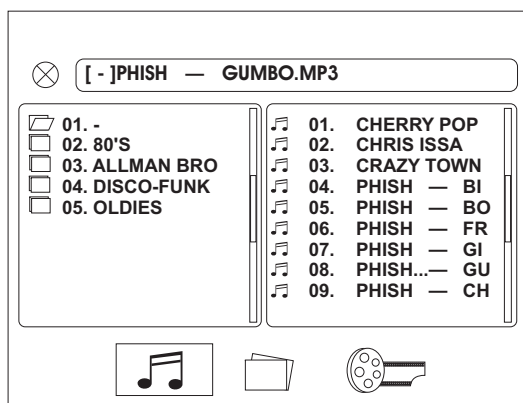 [ - ]PHISH — GUMBO.MP3
01. -
02. 80'S
03. ALLMAN BRO
04. DISCO-FUNK
05. OLDIES
01. CHERRY POP
02. CHRIS ISSA
03. CRAZY TOWN
04. PHISH — BI
05. PHISH — BO
06. PHISH — FR
07. PHISH — GI
08. PHISH...— GU
09. PHISH — CH